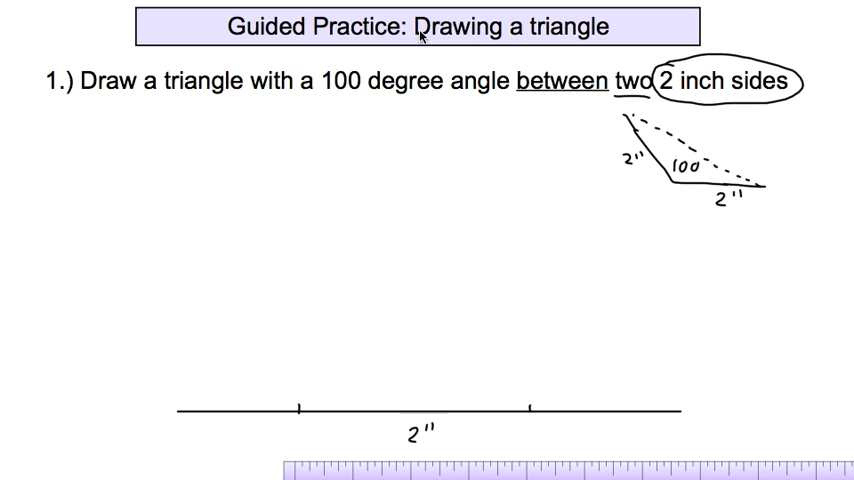 Guided Practice: Drawing a triangle
1.) Draw a triangle with a 100 degree angle between two 2 inch sides
2"
100
2"
2"